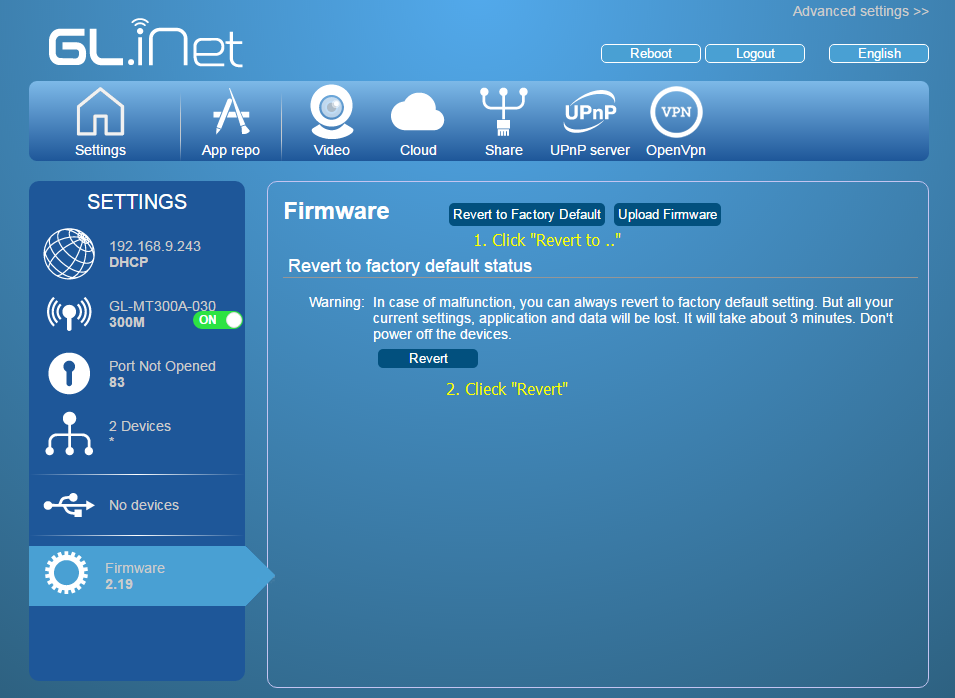 Advanced settings >>
GL.iNet
Reboot
Logout
English
Settings
App repo
Video
Cloud
Share
UPnP
UPnP server
VPN
OpenVpn
SETTINGS
192.168.9.243
DHCP
GL-MT300A-030
300M
ON
Port Not Opened
83
2 Devices
*
No devices
Firmware
2.19
Firmware
Revert to Factory Default
Upload Firmware
1. Click "Revert to .."
Revert to factory default status
Warning: In case of malfunction, you can always revert to factory default setting. But all your
current settings, application and data will be lost. It will take about 3 minutes. Don't
power off the devices.
Revert
2. Clieck "Revert"